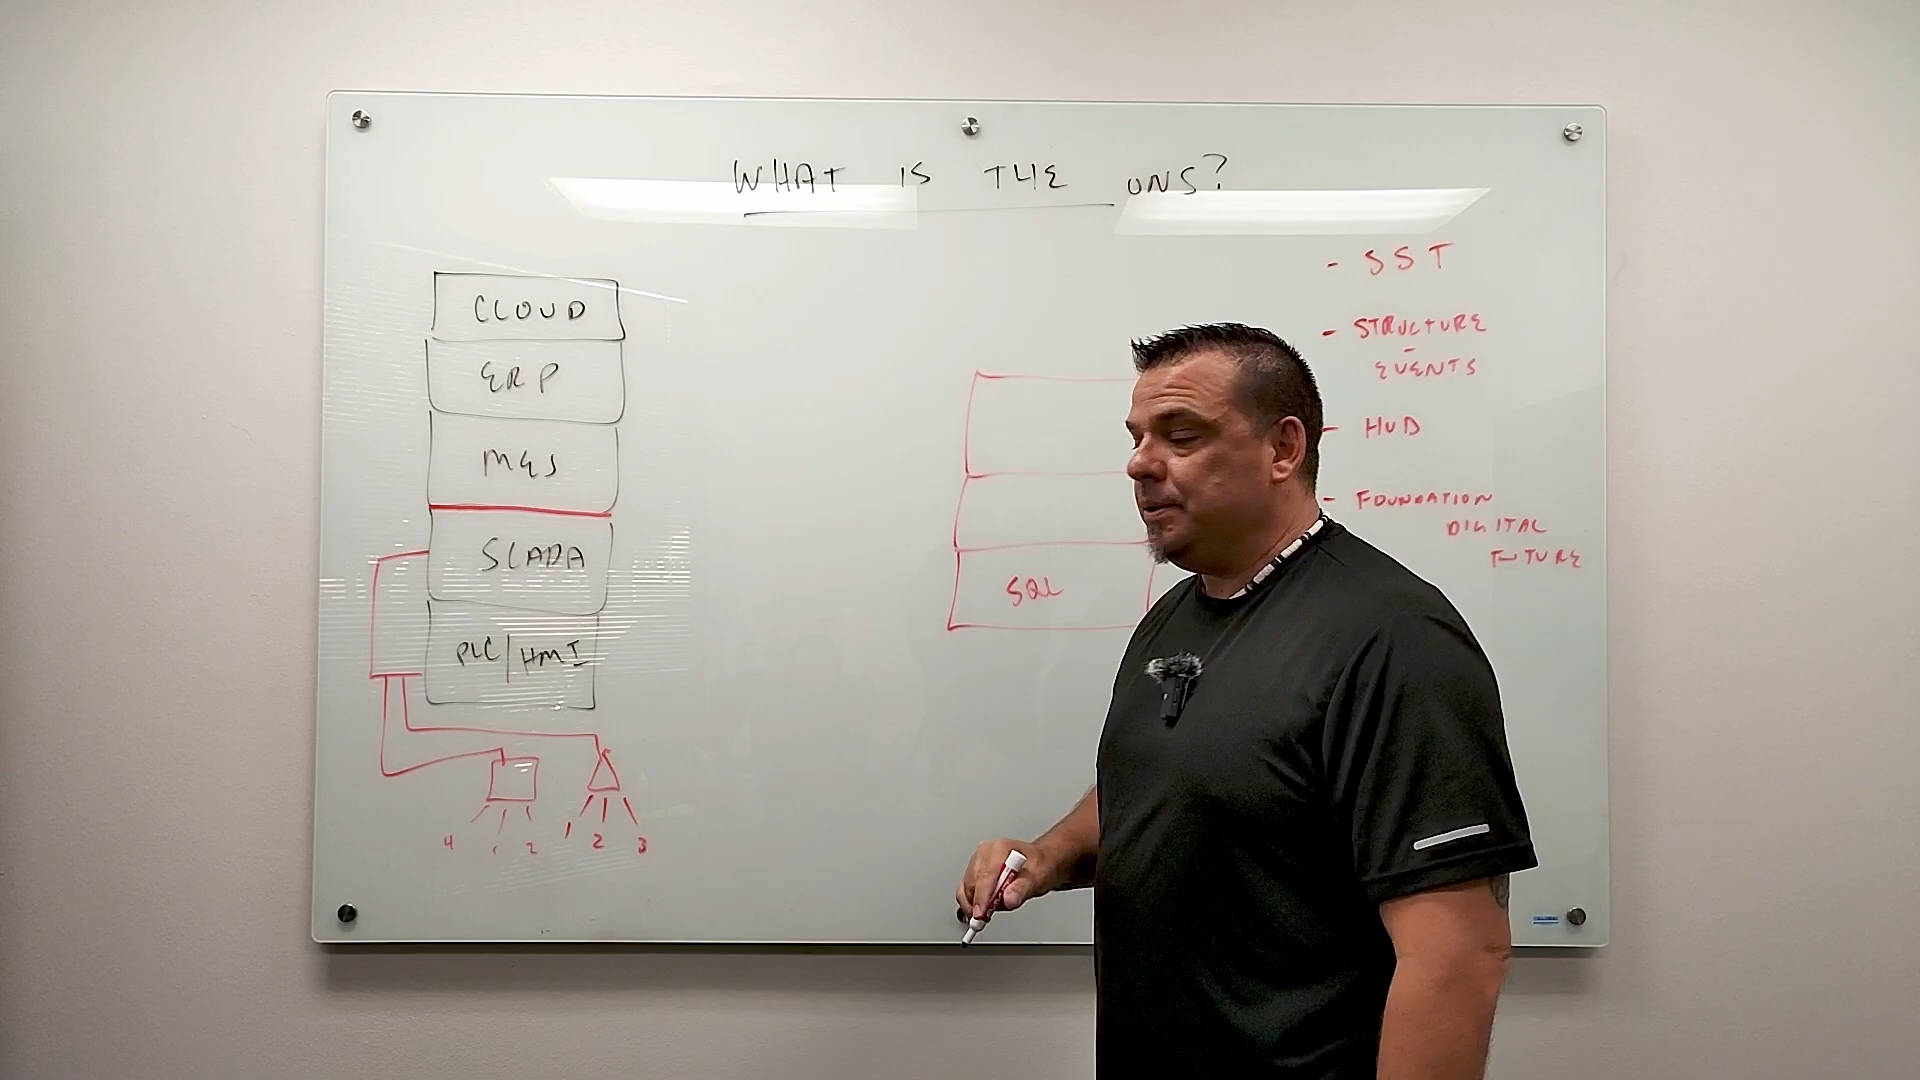 WHAT IS THE UNS?
CLOUD
ERP
MES
SCADA
PLC/HMI
4 1 2 1 2 3
SQL
- SST
- STRUCTURE
- EVENTS
- HUB
- FOUNDATION
DIGITAL
FUTURE